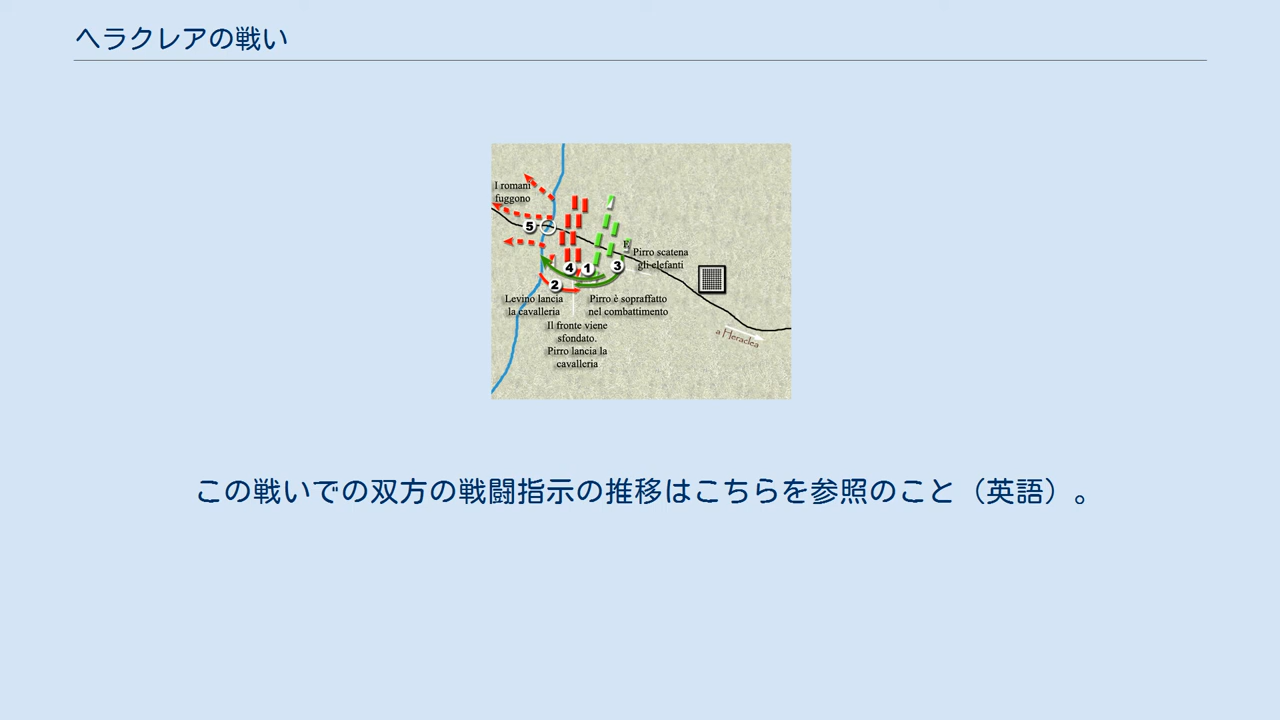 ヘラクレアの戦い
I romani
fuggono
5
E
Pirro scatena
gli elefanti
4
1
3
2
Levino lancia
la cavalleria
Pirro è sopraffatto
nel combattimento
Il fronte viene
sfondato.
Pirro lancia la
cavalleria
a Heraclea
この戦いでの双方の戦闘指示の推移はこちらを参照のこと（英語）。